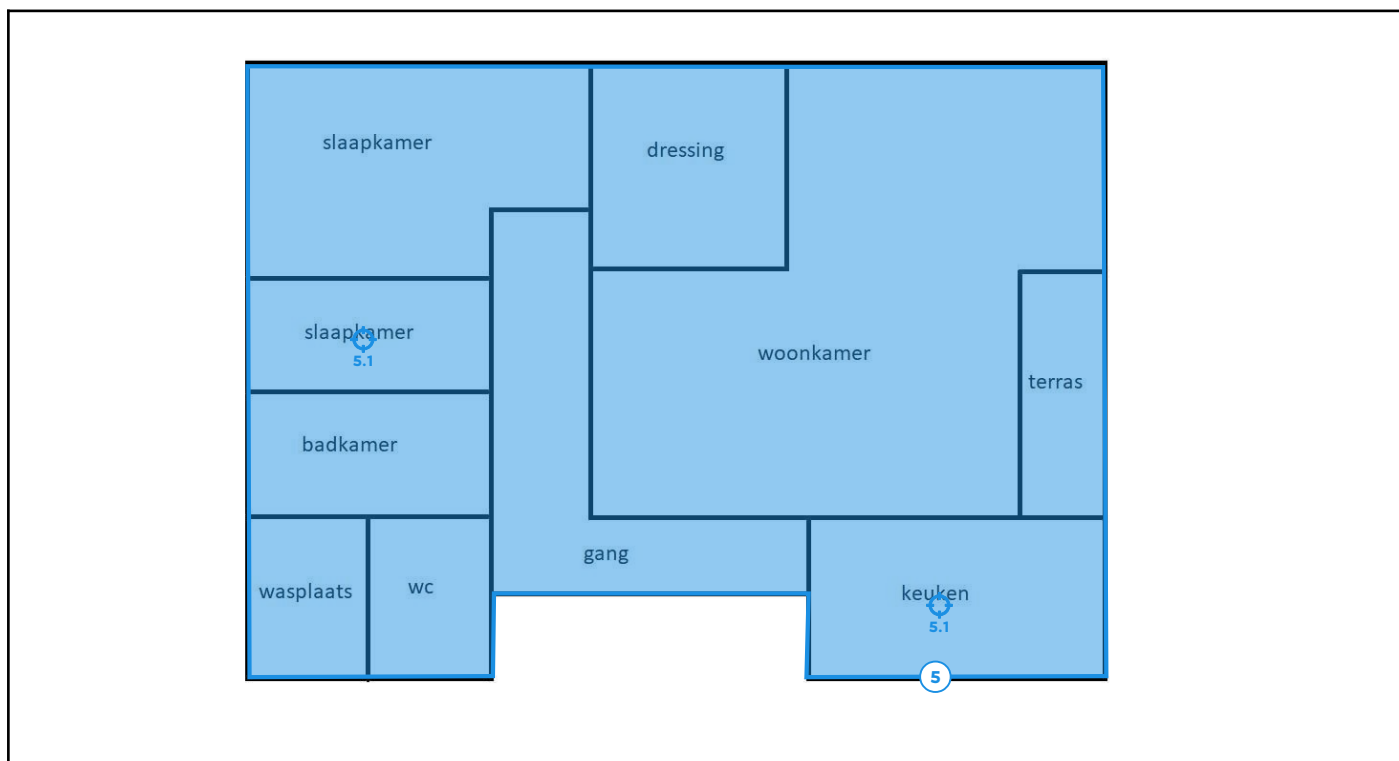 slaapkamer
dressing
slaapkamer
5.1
woonkamer
terras
badkamer
gang
wasplaats
wc
keuken
5.1
5